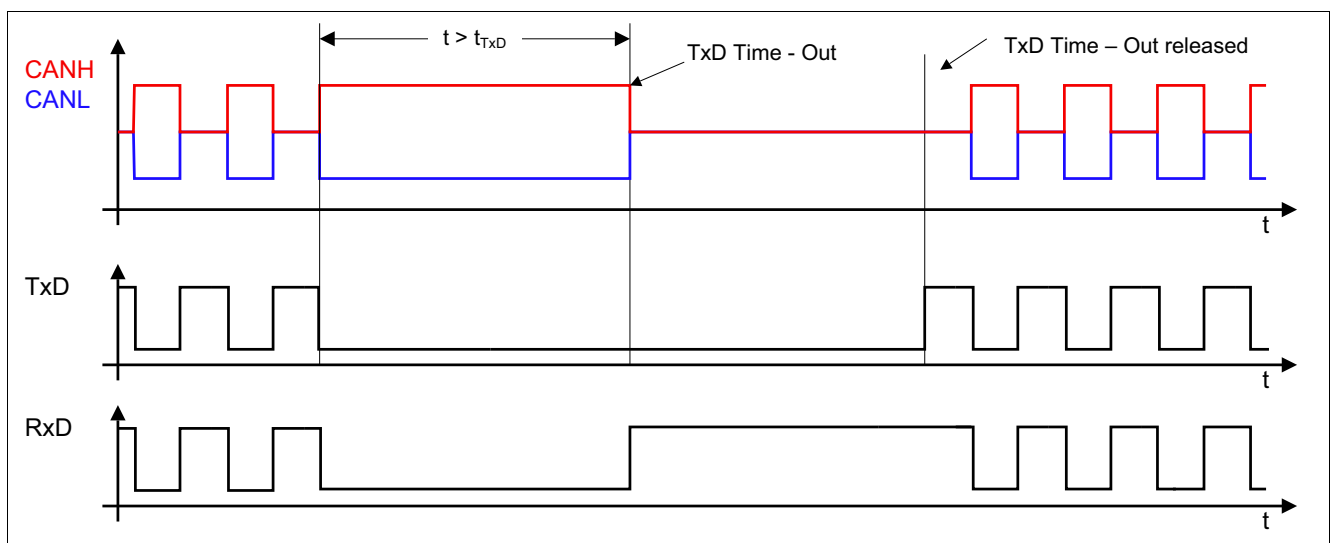 t > tTxD
TxD Time - Out
TxD Time – Out released
CANH
CANL
t
TxD
t
RxD
t